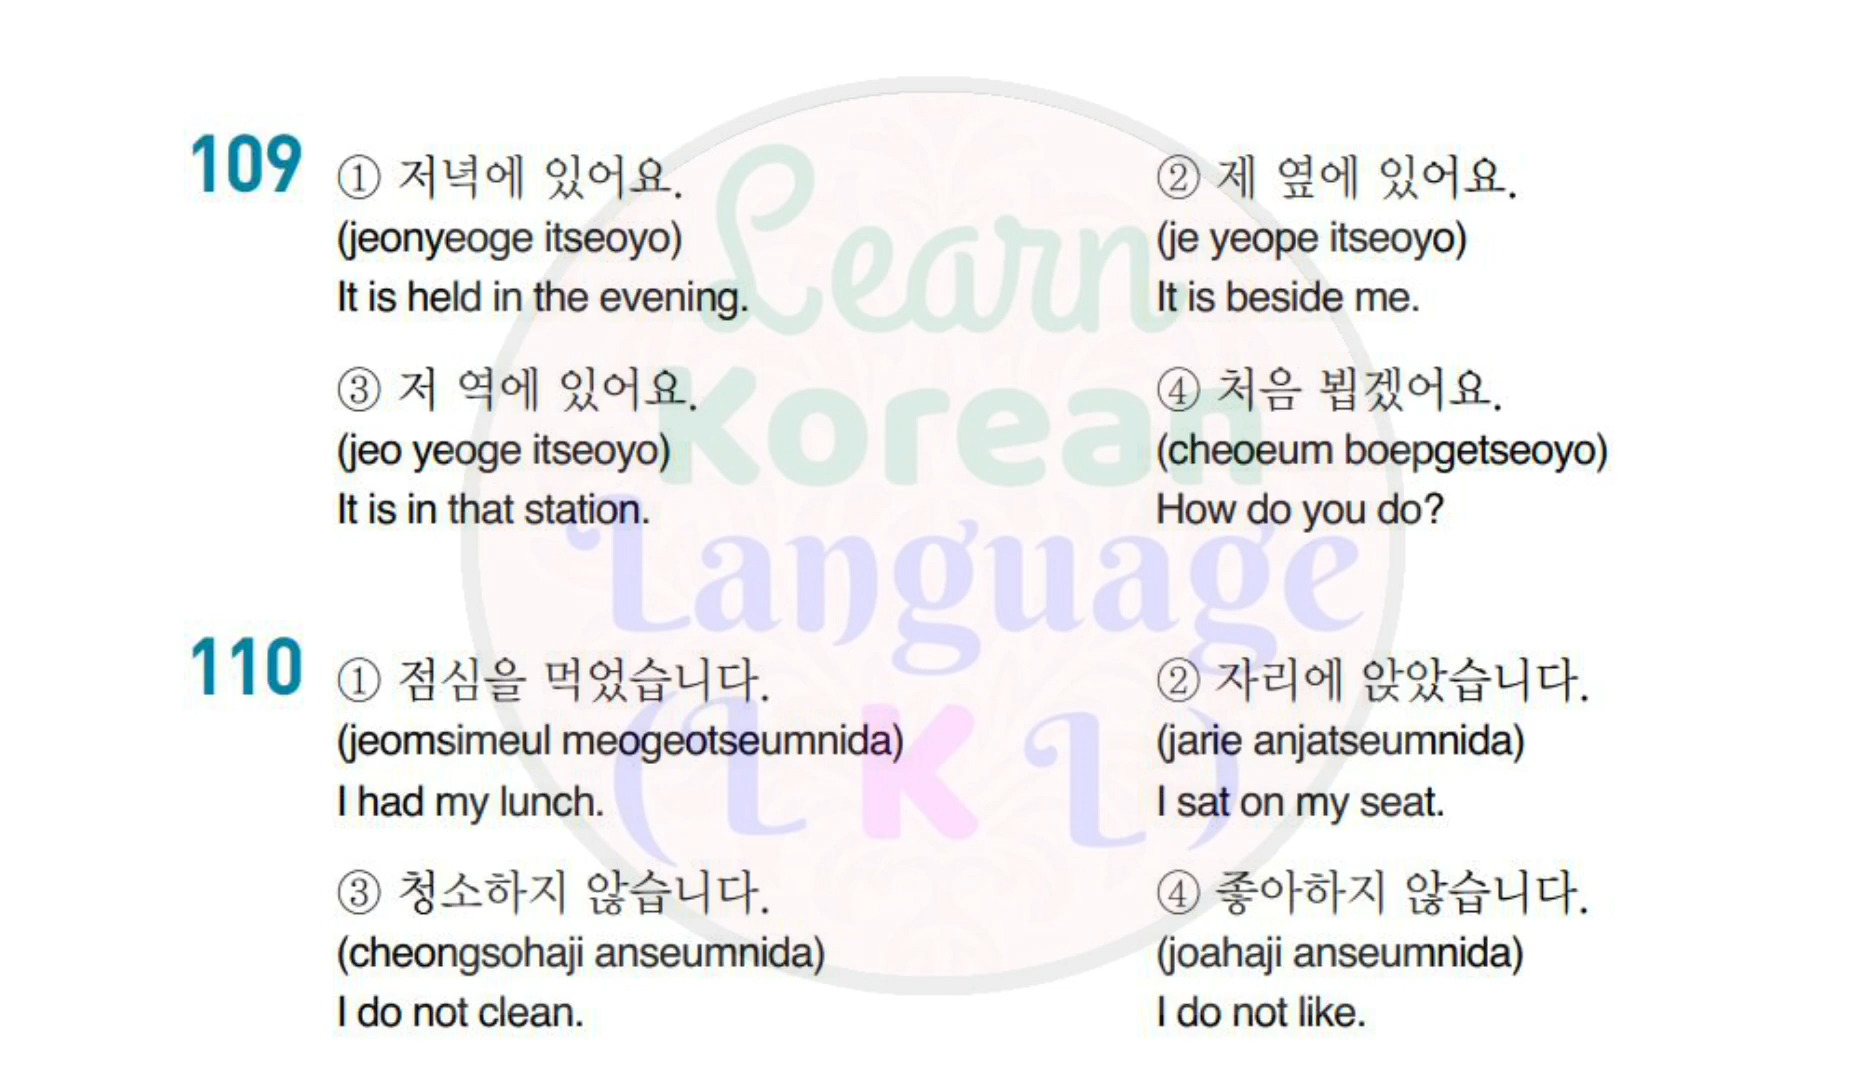 109
① 저녁에 있어요.
(jeonyeoge itseoyo)
It is held in the evening.
② 제 옆에 있어요.
(je yeope itseoyo)
It is beside me.
③ 저 역에 있어요.
(jeo yeoge itseoyo)
It is in that station.
④ 처음 뵙겠어요.
(cheoeum boepgetseoyo)
How do you do?
110
① 점심을 먹었습니다.
(jeomsimeul meogeotseumnida)
I had my lunch.
② 자리에 앉았습니다.
(jarie anjatseumnida)
I sat on my seat.
③ 청소하지 않습니다.
(cheongsohaji anseumnida)
I do not clean.
④ 좋아하지 않습니다.
(joahaji anseumnida)
I do not like.
Learn
Korean
Language
(LKL)